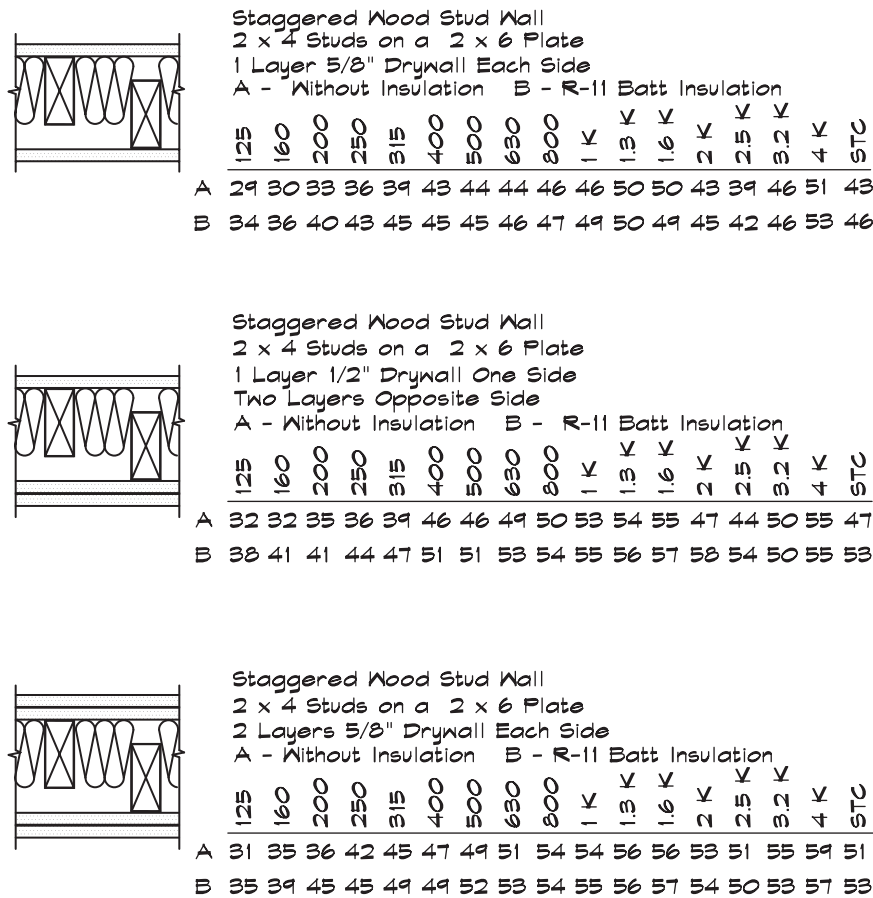 Staggered Wood Stud Wall
2 x 4 Studs on a 2 x 6 Plate
1 Layer 5/8" Drywall Each Side
A - Without Insulation B - R-11 Batt Insulation
125 160 200 250 315 400 500 630 800 1 K 1.3 K 1.6 K 2 K 2.5 K 3.2 K 4 K STC
A 29 30 33 36 39 43 44 44 46 46 50 50 43 39 46 51 43
B 34 36 40 43 45 45 45 46 47 49 50 49 45 42 46 53 46
Staggered Wood Stud Wall
2 x 4 Studs on a 2 x 6 Plate
1 Layer 1/2" Drywall One Side
Two Layers Opposite Side
A - Without Insulation B - R-11 Batt Insulation
125 160 200 250 315 400 500 630 800 1 K 1.3 K 1.6 K 2 K 2.5 K 3.2 K 4 K STC
A 32 32 35 36 39 46 46 49 50 53 54 55 47 44 50 55 47
B 38 41 41 44 47 51 51 53 54 55 56 57 58 54 50 55 53
Staggered Wood Stud Wall
2 x 4 Studs on a 2 x 6 Plate
2 Layers 5/8" Drywall Each Side
A - Without Insulation B - R-11 Batt Insulation
125 160 200 250 315 400 500 630 800 1 K 1.3 K 1.6 K 2 K 2.5 K 3.2 K 4 K STC
A 31 35 36 42 45 47 49 51 54 54 56 56 53 51 55 59 51
B 35 39 45 45 49 49 52 53 54 55 56 57 54 50 53 57 53